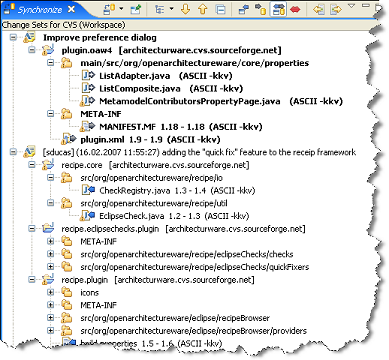 Synchronize
Change Sets for CVS (Workspace)
Improve preference dialog
plugin.oaw4 [architecturware.cvs.sourceforge.net]
main/src/org/openarchitectureware/core/properties
ListAdapter.java (ASCII -kkv)
ListComposite.java (ASCII -kkv)
MetamodelContributorsPropertyPage.java (ASCII -kkv)
META-INF
MANIFEST.MF 1.18 - 1.18 (ASCII -kkv)
plugin.xml 1.9 - 1.9 (ASCII -kkv)
[sducas] (16.02.2007 11:55:27) adding the "quick fix" feature to the receip framework
recipe.core [architecturware.cvs.sourceforge.net]
src/org/openarchitectureware/recipe/io
CheckRegistry.java 1.3 - 1.4 (ASCII -kkv)
src/org/openarchitectureware/recipe/util
EclipseCheck.java 1.2 - 1.3 (ASCII -kkv)
recipe.eclipsechecks.plugin [architecturware.cvs.sourceforge.net]
META-INF
src/org/openarchitectureware/recipe/eclipseChecks/checks
src/org/openarchitectureware/recipe/eclipseChecks/quickFixers
recipe.plugin [architecturware.cvs.sourceforge.net]
icons
META-INF
src/org/openarchitectureware/eclipse/recipeBrowser
src/org/openarchitectureware/eclipse/recipeBrowser/providers
build.properties 1.5 - 1.6 (ASCII -kkv)